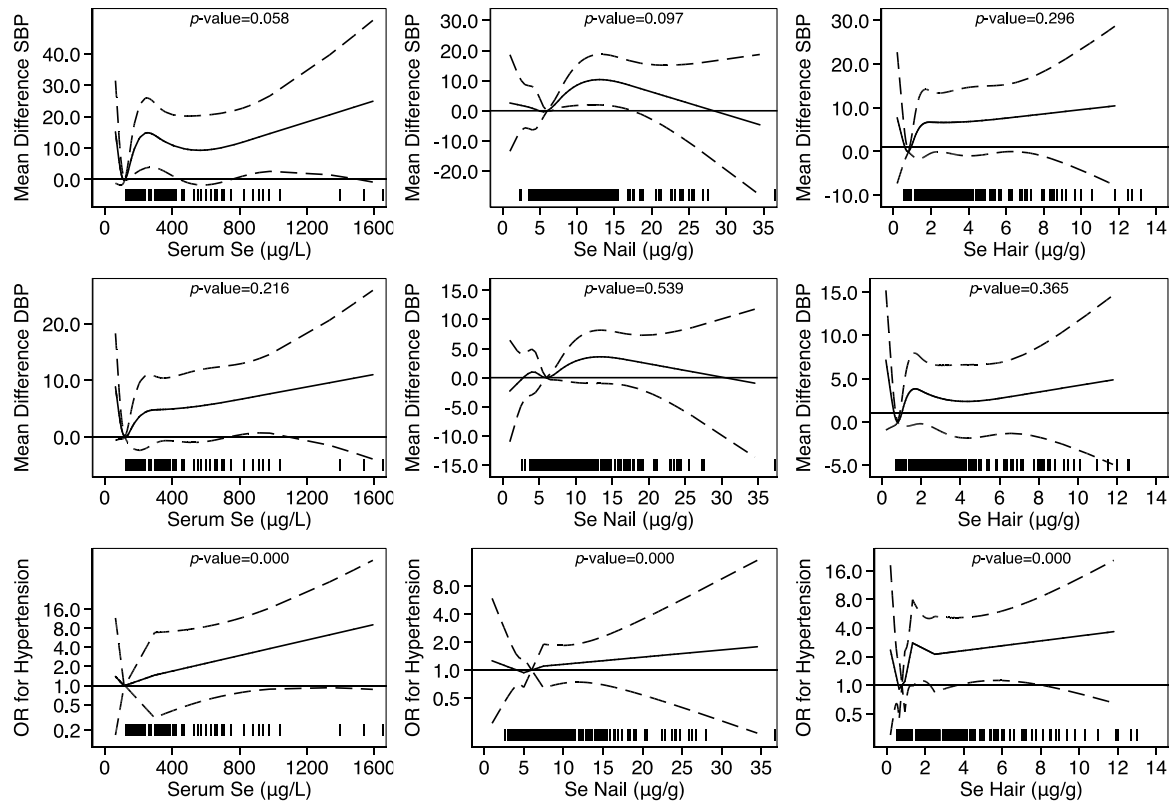 p-value=0.058
Mean Difference SBP
40.0
30.0
20.0
10.0
0.0
0 400 800 1200 1600
Serum Se (µg/L)
p-value=0.097
Mean Difference SBP
30.0
20.0
10.0
0.0
-10.0
-20.0
0 5 10 15 20 25 30 35
Se Nail (µg/g)
p-value=0.296
Mean Difference SBP
30.0
20.0
10.0
0.0
-10.0
0 2 4 6 8 10 12 14
Se Hair (µg/g)
p-value=0.216
Mean Difference DBP
20.0
10.0
0.0
0 400 800 1200 1600
Serum Se (µg/L)
p-value=0.539
Mean Difference DBP
15.0
10.0
5.0
0.0
-5.0
-10.0
-15.0
0 5 10 15 20 25 30 35
Se Nail (µg/g)
p-value=0.365
Mean Difference DBP
15.0
10.0
5.0
0.0
-5.0
0 2 4 6 8 10 12 14
Se Hair (µg/g)
p-value=0.000
OR for Hypertension
16.0
8.0
4.0
2.0
1.0
0.5
0.2
0 400 800 1200 1600
Serum Se (µg/L)
p-value=0.000
OR for Hypertension
8.0
4.0
2.0
1.0
0.5
0 5 10 15 20 25 30 35
Se Nail (µg/g)
p-value=0.000
OR for Hypertension
16.0
8.0
4.0
2.0
1.0
0.5
0 2 4 6 8 10 12 14
Se Hair (µg/g)